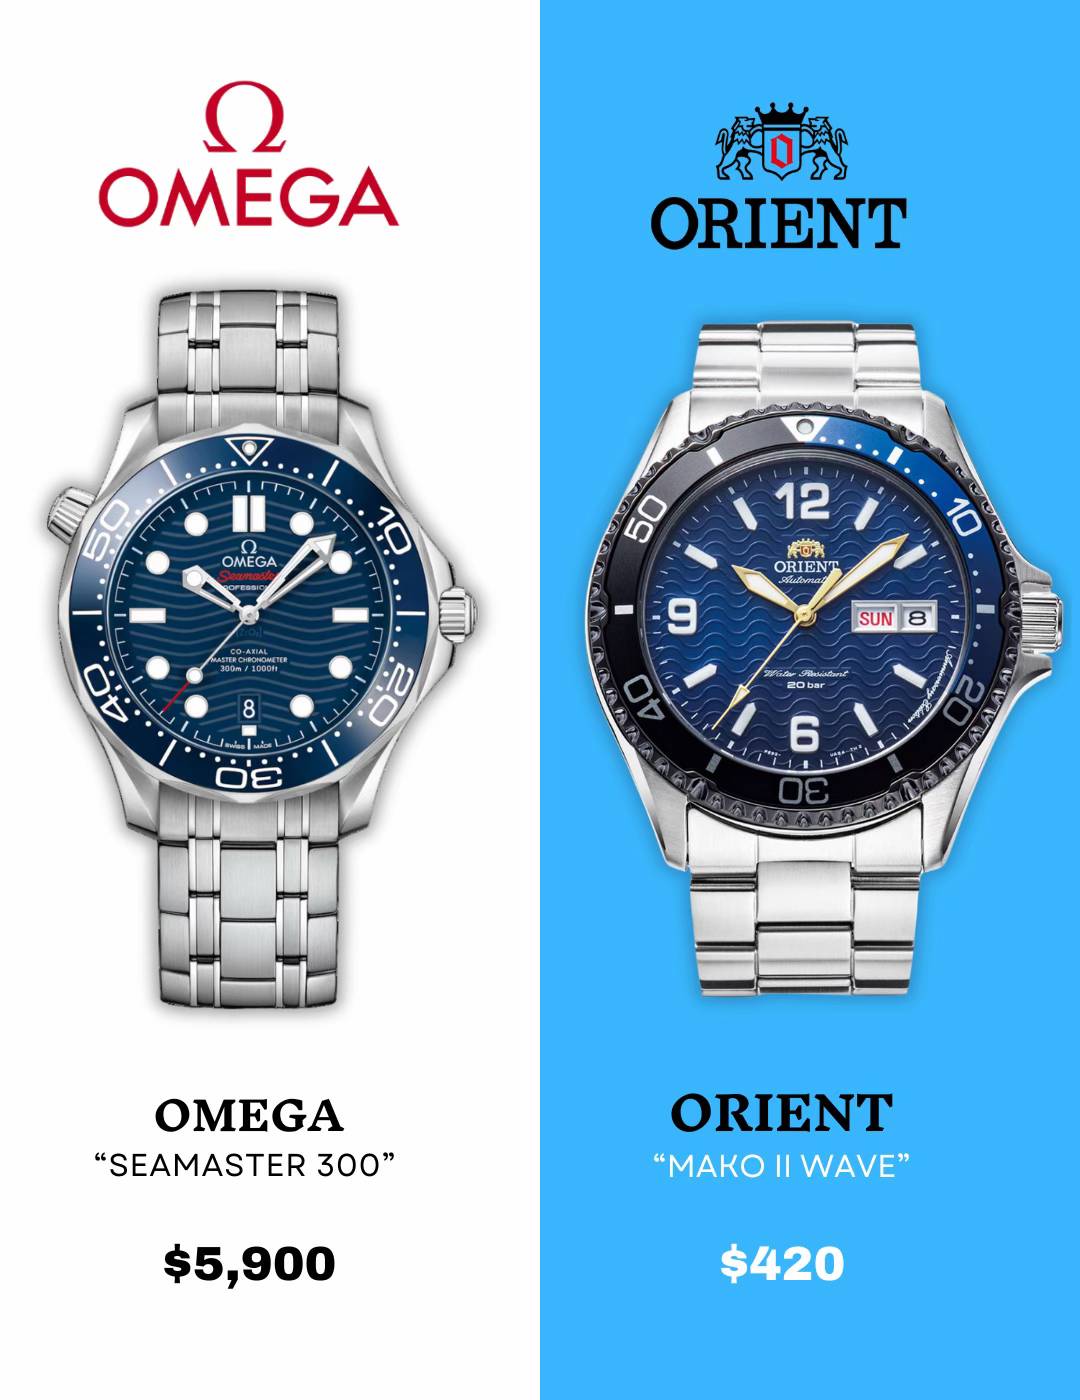 Ω
OMEGA
10
20
30
40
50
Ω
OMEGA
Seamaster
PROFESSIONAL
CO-AXIAL
MASTER CHRONOMETER
300m / 1000ft
8
SWISS MADE
OMEGA
“SEAMASTER 300”
$5,900
O
ORIENT
10
20
30
40
50
12
9
6
ORIENT
Automatic
SUN 8
Water Resistant
20 bar
OMEGA
ORIENT
“MAKO II WAVE”
$420